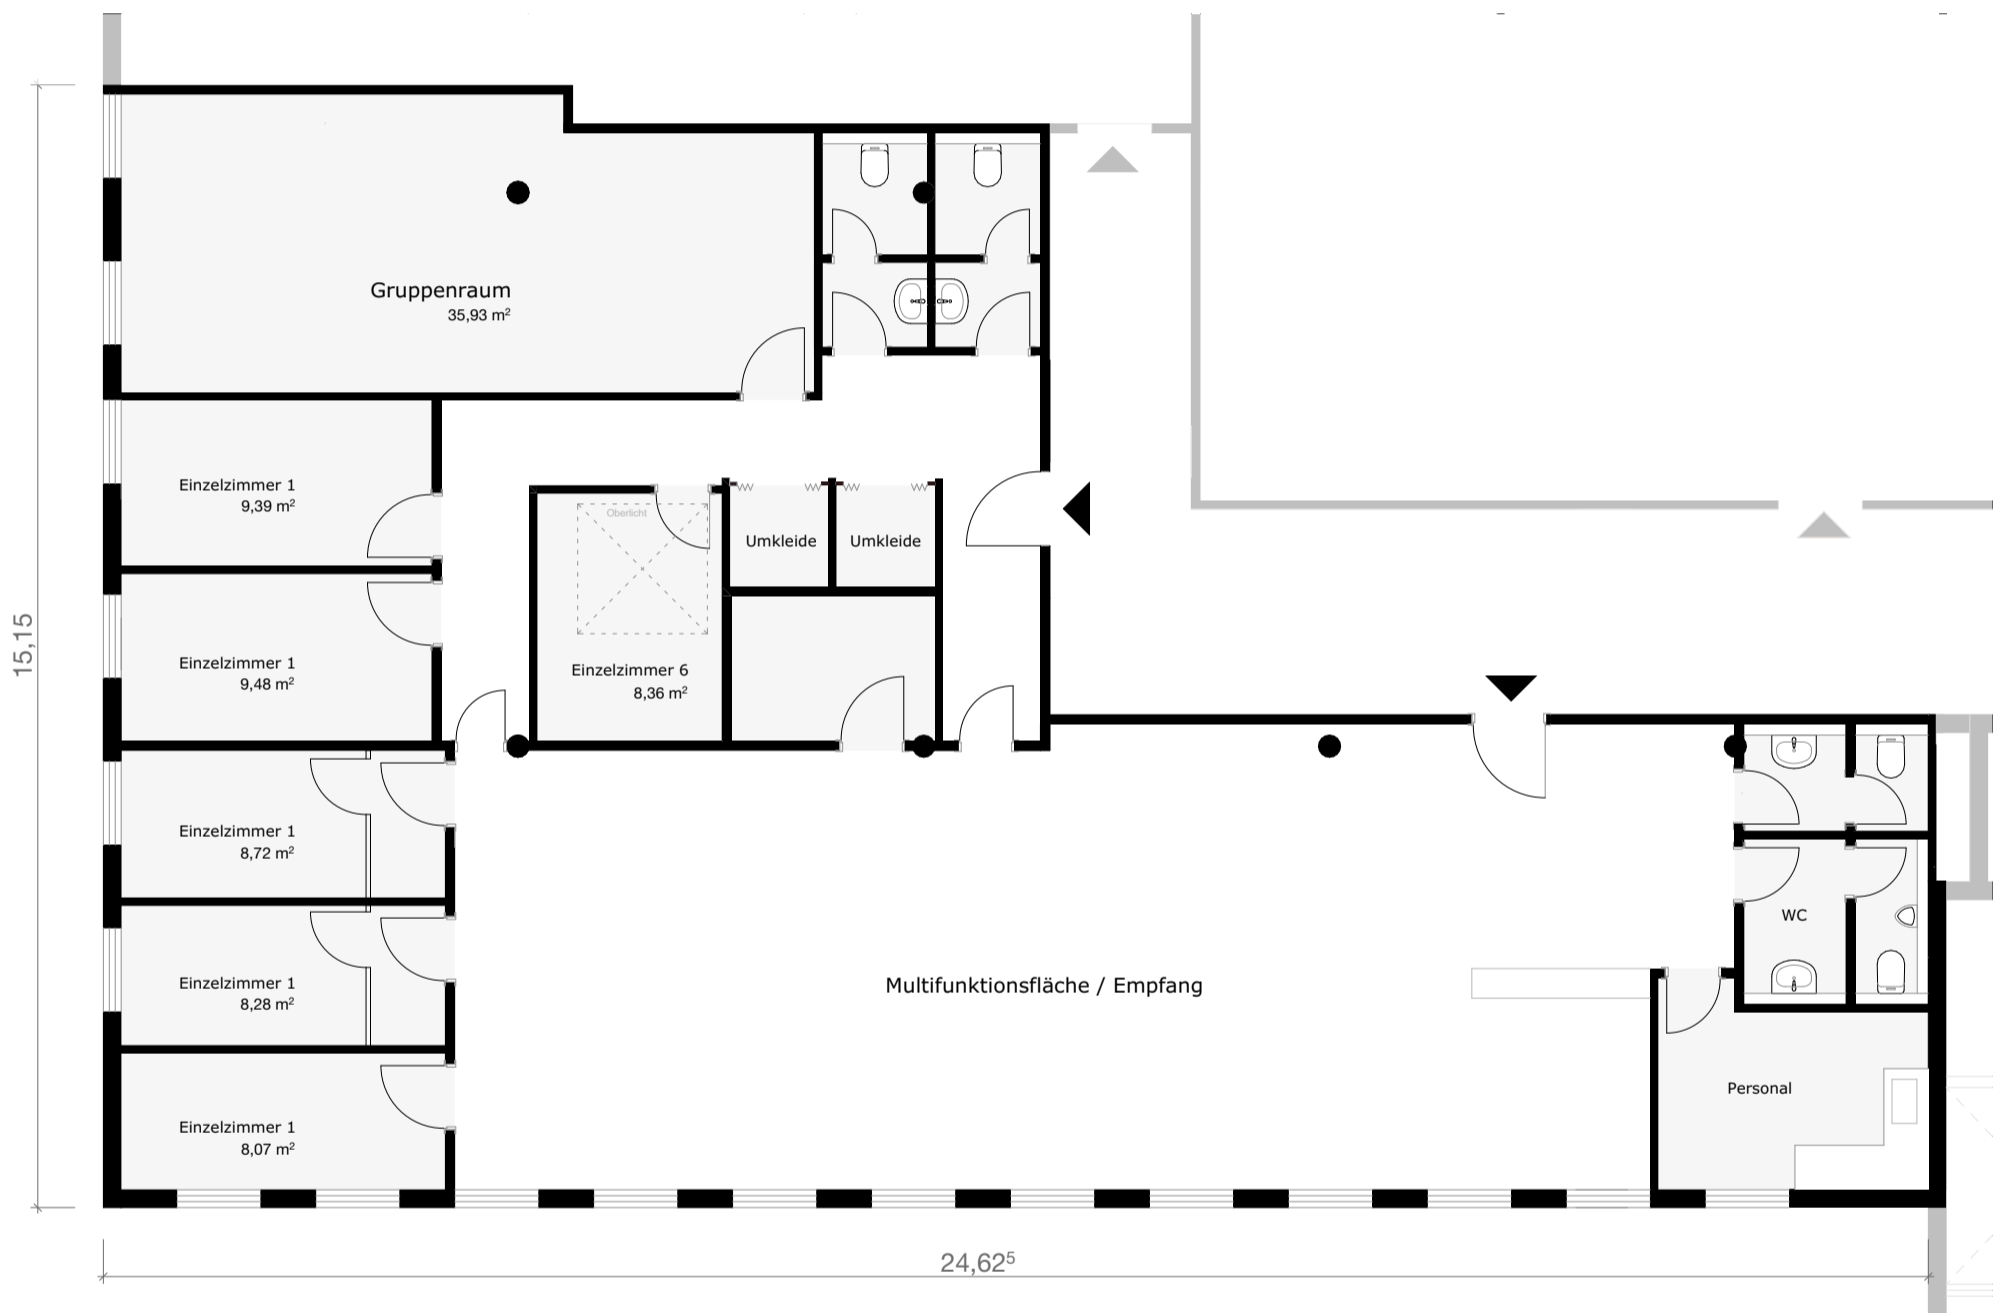 Gruppenraum
35,93 m²
Einzelzimmer 1
9,39 m²
Oberlicht
Umkleide
Umkleide
15,15
Einzelzimmer 1
9,48 m²
Einzelzimmer 6
8,36 m²
Einzelzimmer 1
8,72 m²
WC
Einzelzimmer 1
8,28 m²
Multifunktionsfläche / Empfang
Personal
Einzelzimmer 1
8,07 m²
24,62⁵